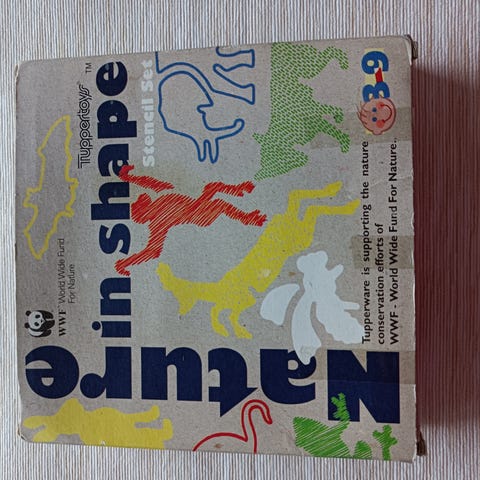 WWF World Wide Fund
For Nature
Tuppertoys™
Nature
in shape
Stencil Set
3-9
Tupperware is supporting the nature
conservation efforts of
WWF - World Wide Fund For Nature.